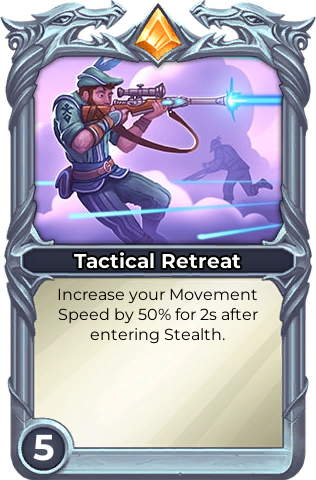 Tactical Retreat
Increase your Movement
Speed by 50% for 2s after
entering Stealth.
5